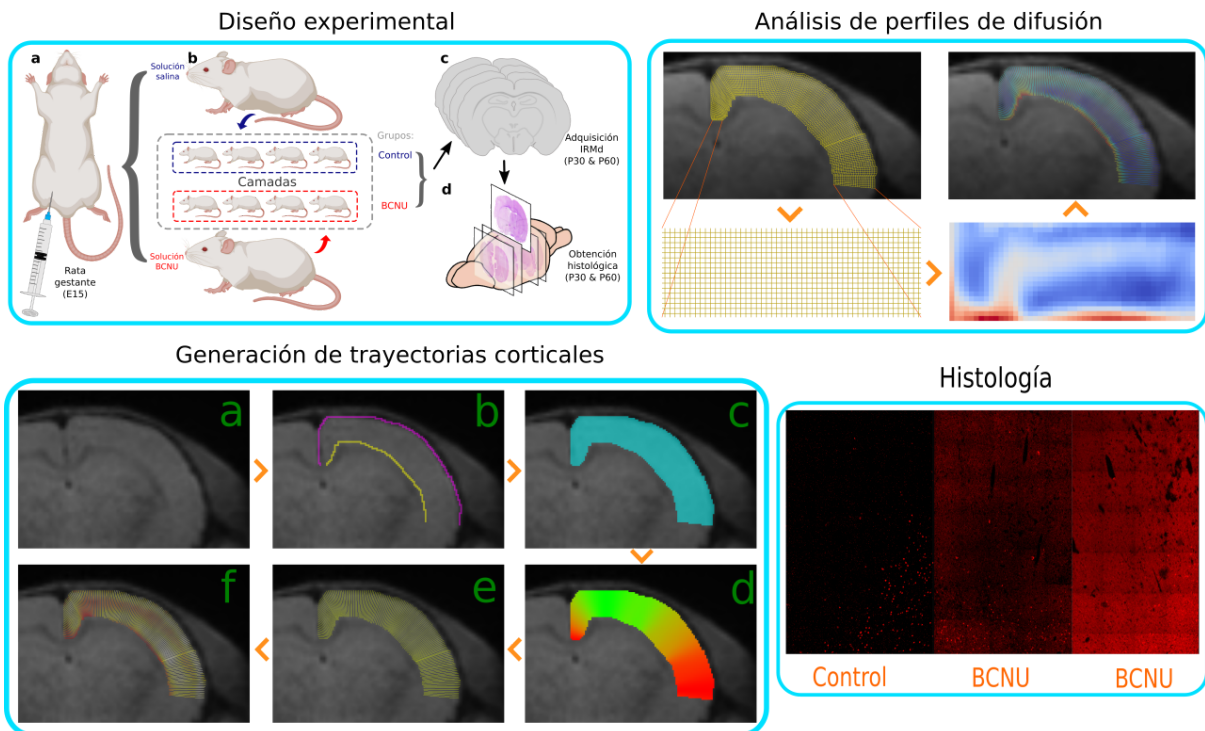 Diseño experimental
a
b
c
Solución
salina
Grupos:
Control
Camadas
BCNU
Solución
BCNU
Rata
gestante
(E15)
Adquisición
IRMd
(P30 & P60)
d
Obtención
histológica
(P30 & P60)
Análisis de perfiles de difusión
Generación de trayectorias corticales
a
b
c
f
e
d
Histología
Control
BCNU
BCNU